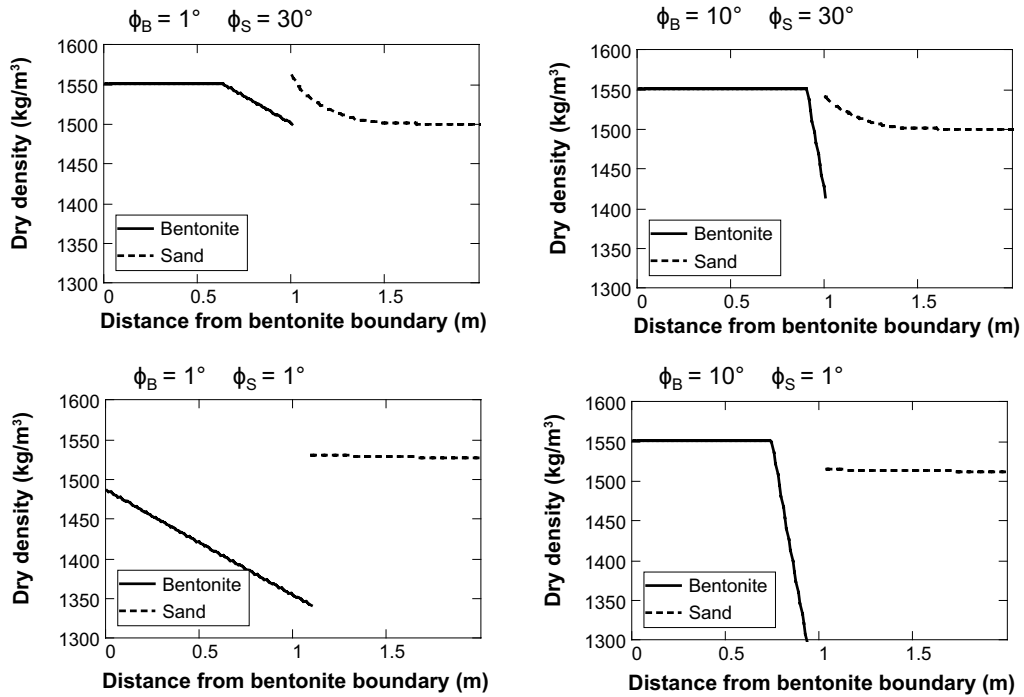 ϕB = 1° ϕS = 30°
Dry density (kg/m³)
1600
1550
1500
1450
1400
1350
1300
Bentonite
Sand
0 0.5 1 1.5
Distance from bentonite boundary (m)
ϕB = 10° ϕS = 30°
Dry density (kg/m³)
1600
1550
1500
1450
1400
1350
1300
Bentonite
Sand
0 0.5 1 1.5
Distance from bentonite boundary (m)
ϕB = 1° ϕS = 1°
Dry density (kg/m³)
1600
1550
1500
1450
1400
1350
1300
Bentonite
Sand
0 0.5 1 1.5
Distance from bentonite boundary (m)
ϕB = 10° ϕS = 1°
Dry density (kg/m³)
1600
1550
1500
1450
1400
1350
1300
Bentonite
Sand
0 0.5 1 1.5
Distance from bentonite boundary (m)